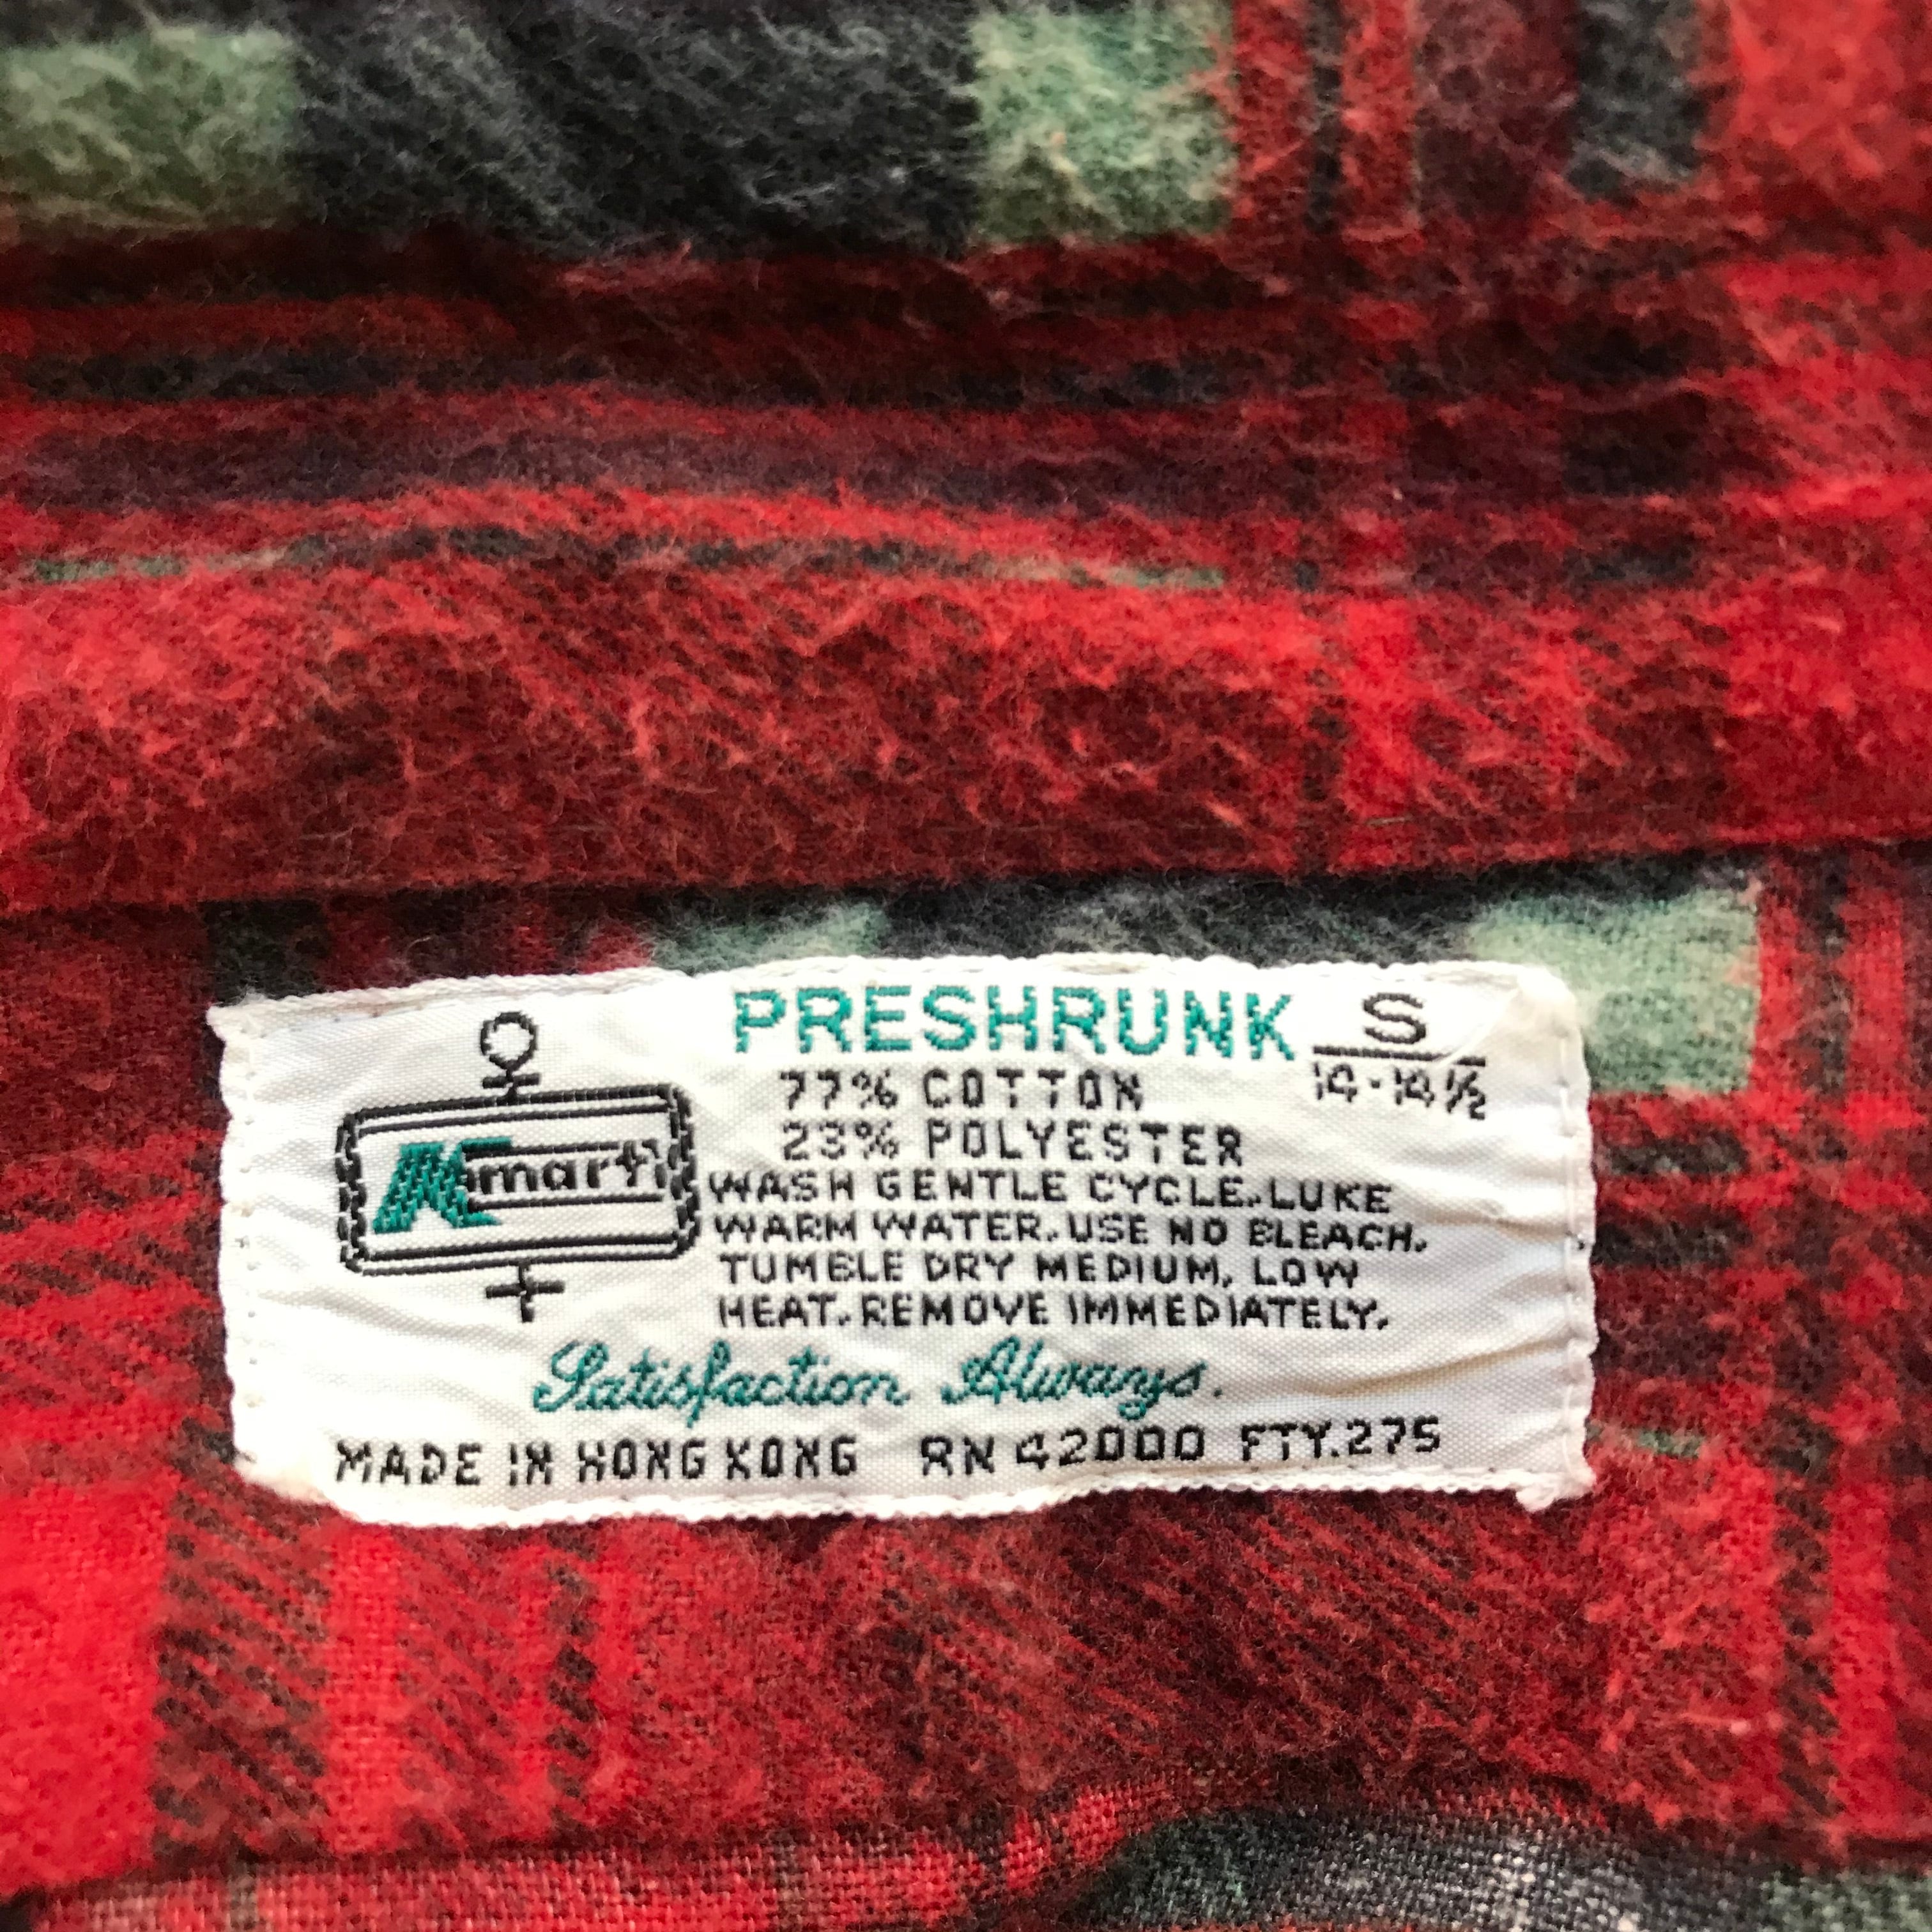 PRESHRUNK S
14-14½
77% COTTON
23% POLYESTER
Kmart
WASH GENTLE CYCLE. LUKE
WARM WATER. USE NO BLEACH.
TUMBLE DRY MEDIUM, LOW
HEAT. REMOVE IMMEDIATELY.
Satisfaction Always.
MADE IN HONG KONG RN 42000 FTY.275